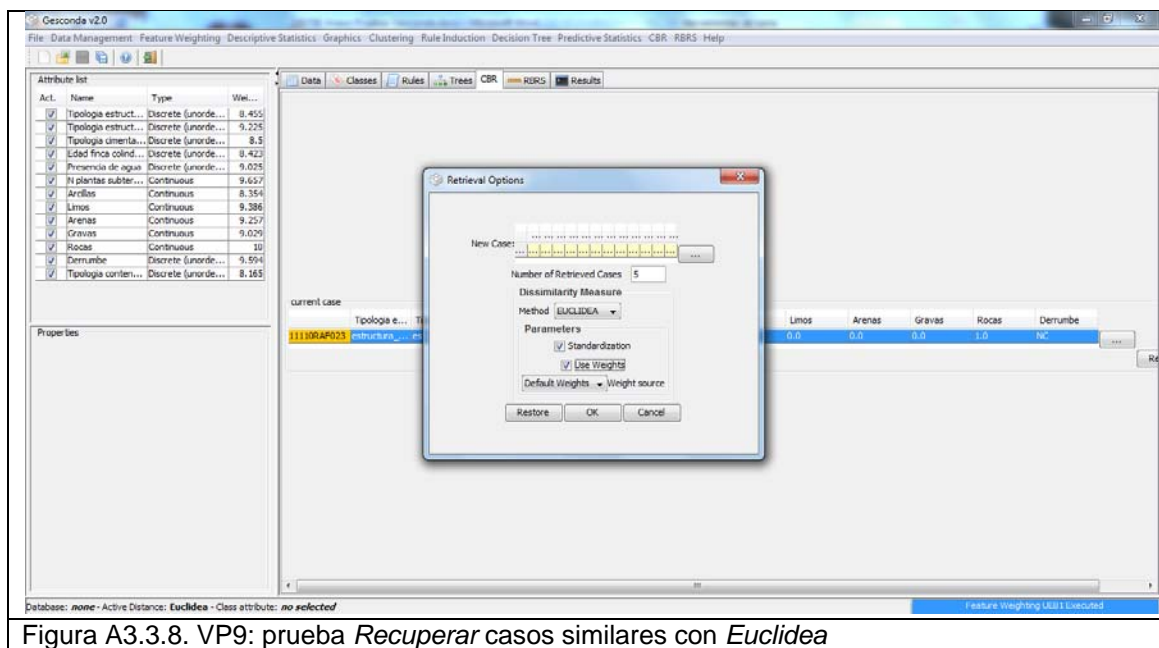 Gesconda v2.0
File Data Management Feature Weighting Descriptive Statistics Graphics Clustering Rule Induction Decision Tree Predictive Statistics CBR RBRS Help
Attribute list
Act. Name Type Wei...
Tipologia estruct... Discrete (unorde... 8.455
Tipologia estruct... Discrete (unorde... 9.225
Tipologia cimenta... Discrete (unorde... 8.5
Edad finca colind... Discrete (unorde... 8.423
Presencia de agua Discrete (unorde... 9.025
N plantas subter... Continuous 9.657
Arcillas Continuous 8.354
Limos Continuous 9.386
Arenas Continuous 9.257
Gravas Continuous 9.029
Rocas Continuous 10
Derrumbe Discrete (unorde... 9.594
Tipologia conten... Discrete (unorde... 8.165
Properties
Data Classes Rules Trees CBR RBRS Results
current case
Tipologia e... Limos Arenas Gravas Rocas Derrumbe
11110RAF023 estructura_... 0.0 0.0 0.0 1.0 NC ...
Re
Retrieval Options
New Case:
...
Number of Retrieved Cases 5
Dissimilarity Measure
Method EUCLIDEA
Parameters
Standardization
Use Weights
Default Weights Weight source
Restore OK Cancel
Database: none - Active Distance: Euclidea - Class attribute: no selected
Feature Weighting UEB1 Executed
Figura A3.3.8. VP9: prueba Recuperar casos similares con Euclidea